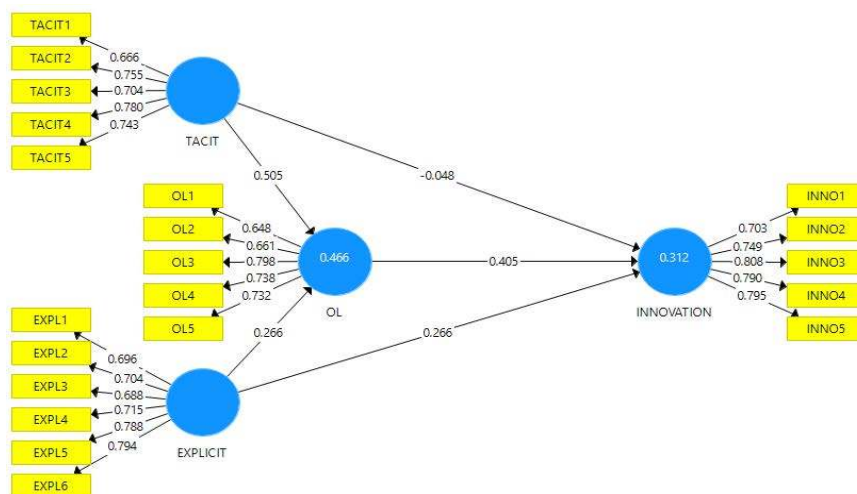 TACIT1
TACIT2
TACIT3
TACIT4
TACIT5
0.666
0.755
0.704
0.780
0.743
TACIT
0.505
-0.048
OL1
OL2
OL3
OL4
OL5
0.648
0.661
0.798
0.738
0.732
0.466
OL
0.405
0.312
INNOVATION
0.703
0.749
0.808
0.790
0.795
INNO1
INNO2
INNO3
INNO4
INNO5
0.266
0.266
EXPL1
EXPL2
EXPL3
EXPL4
EXPL5
EXPL6
0.696
0.704
0.688
0.715
0.788
0.794
EXPLICIT